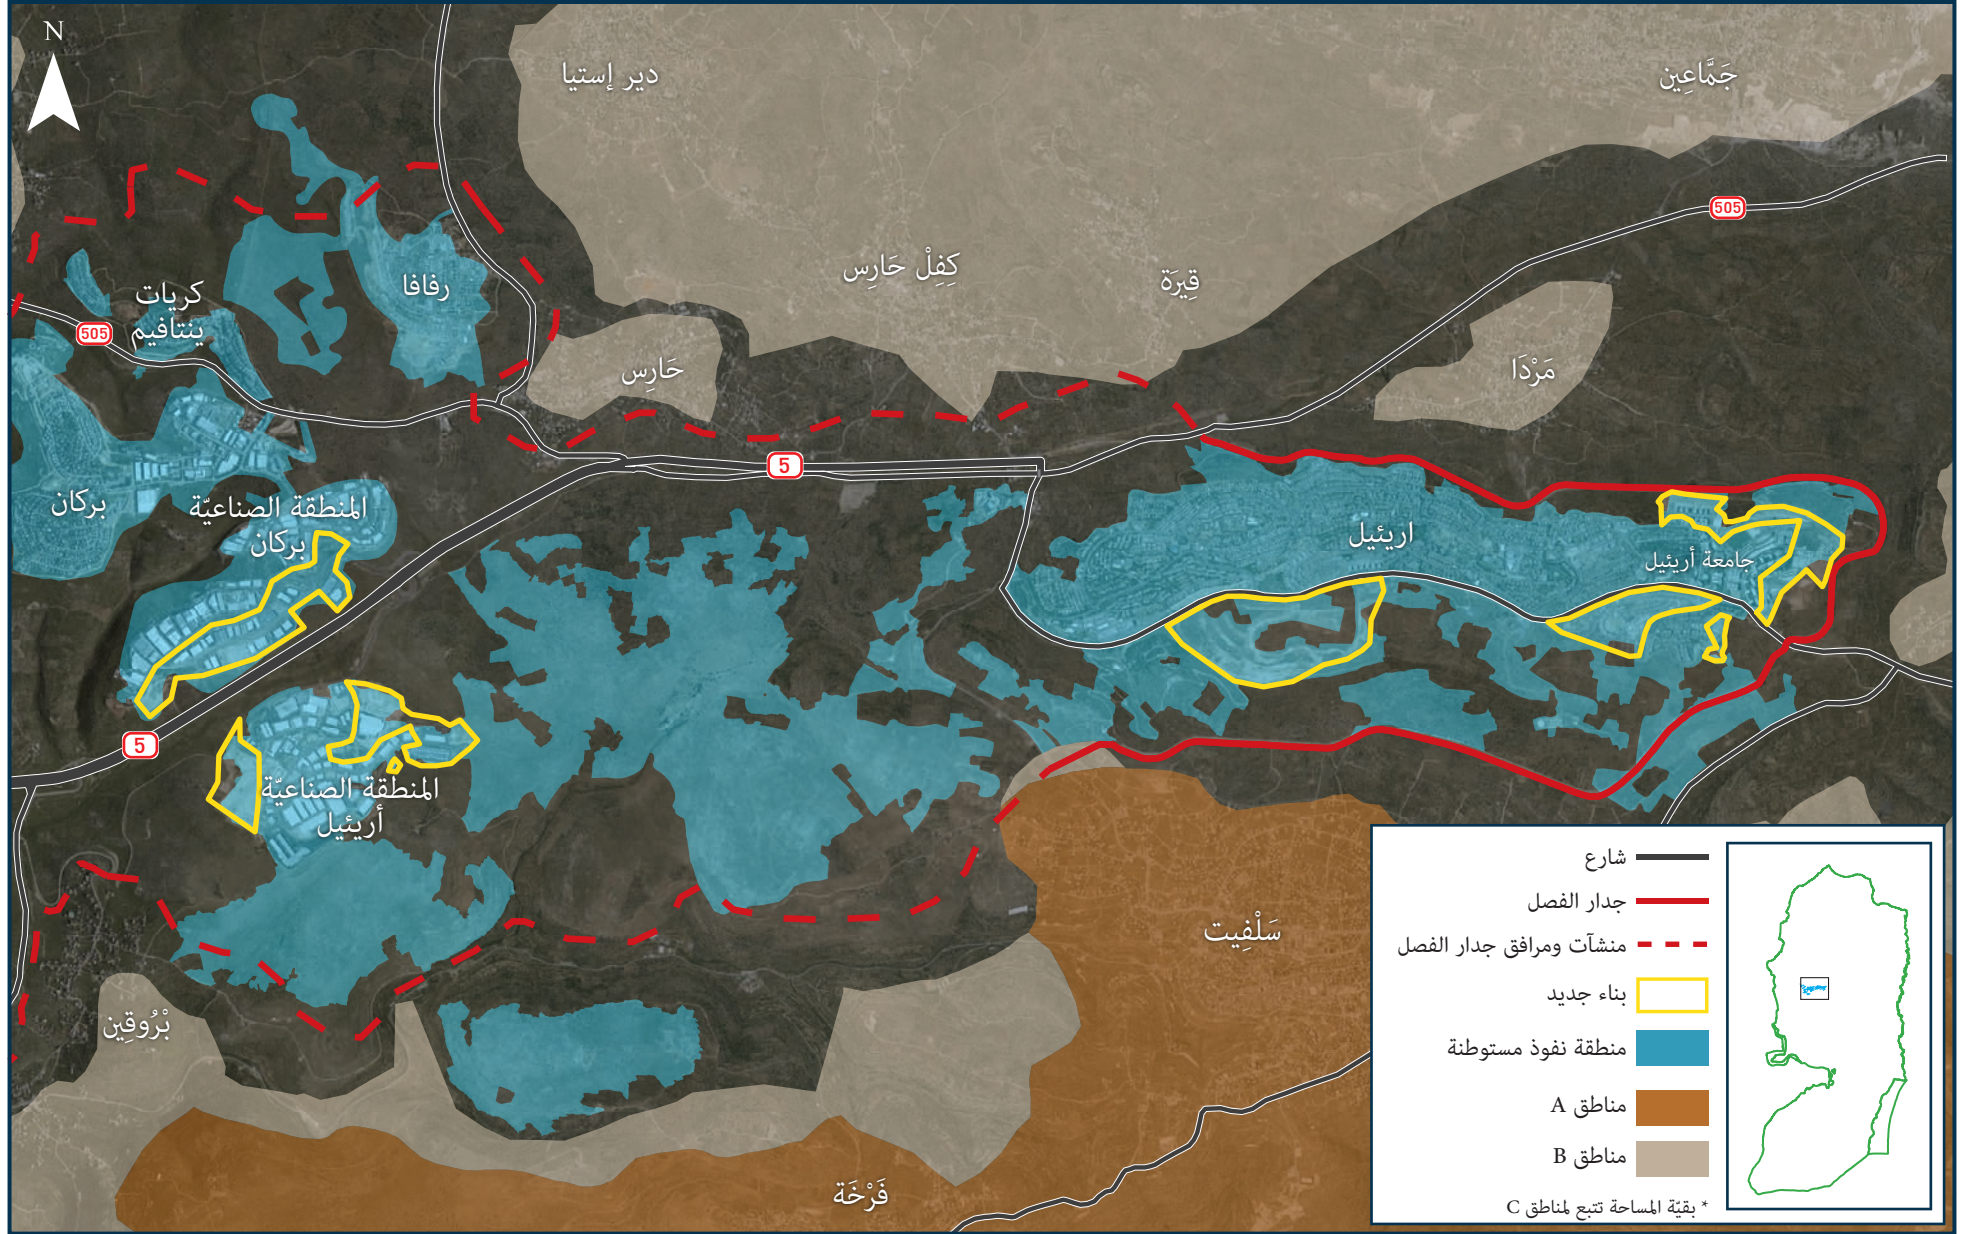 N
دير إستيا
جَمَّاعِين
505
كِفِلْ حَارِس
قِيرَة
رفافا
كريات
ينتافيم
505
حَارِس
مَرْدَا
5
بركان
المنطقة الصناعيّة
بركان
اريئيل
جامعة أريئيل
5
المنطقة الصناعيّة
أريئيل
سَلْفِيت
بْرُوقِين
فَرْخَة
شارع
جدار الفصل
منشآت ومرافق جدار الفصل
بناء جديد
منطقة نفوذ مستوطنة
مناطق A
مناطق B
* بقيّة المساحة تتبع لمناطق C